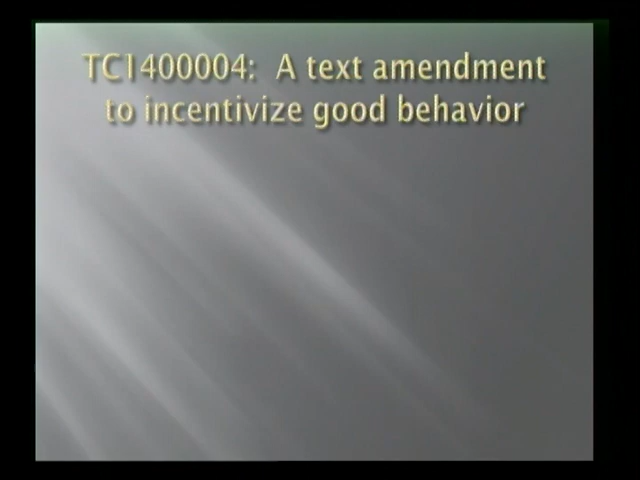 TC1400004:  A text amendment
to incentivize good behavior